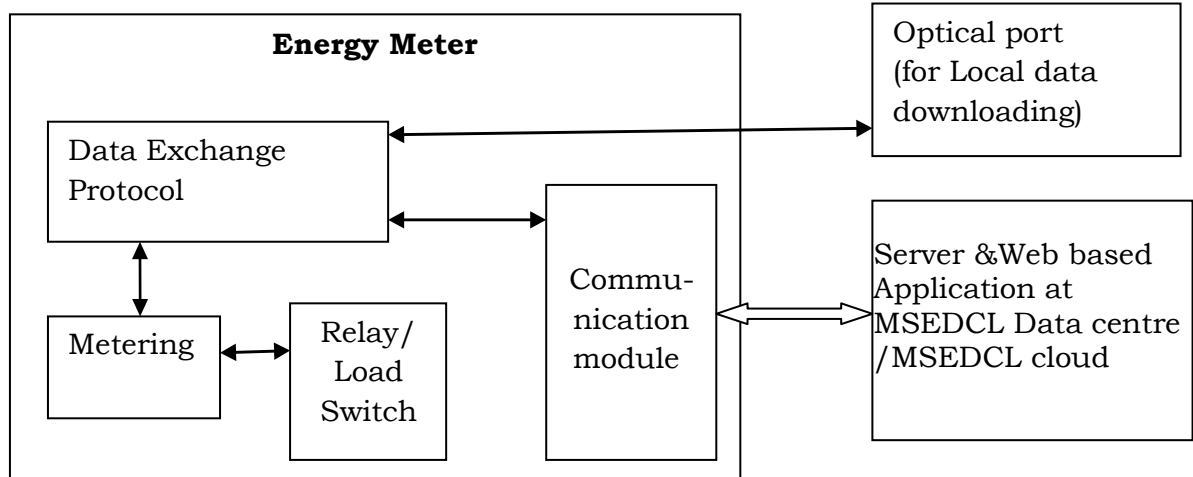 Energy Meter
Optical port
(for Local data
downloading)
Data Exchange
Protocol
Commu-
nication
module
Server &Web based
Application at
MSEDCL Data centre
/MSEDCL cloud
Metering
Relay/
Load
Switch